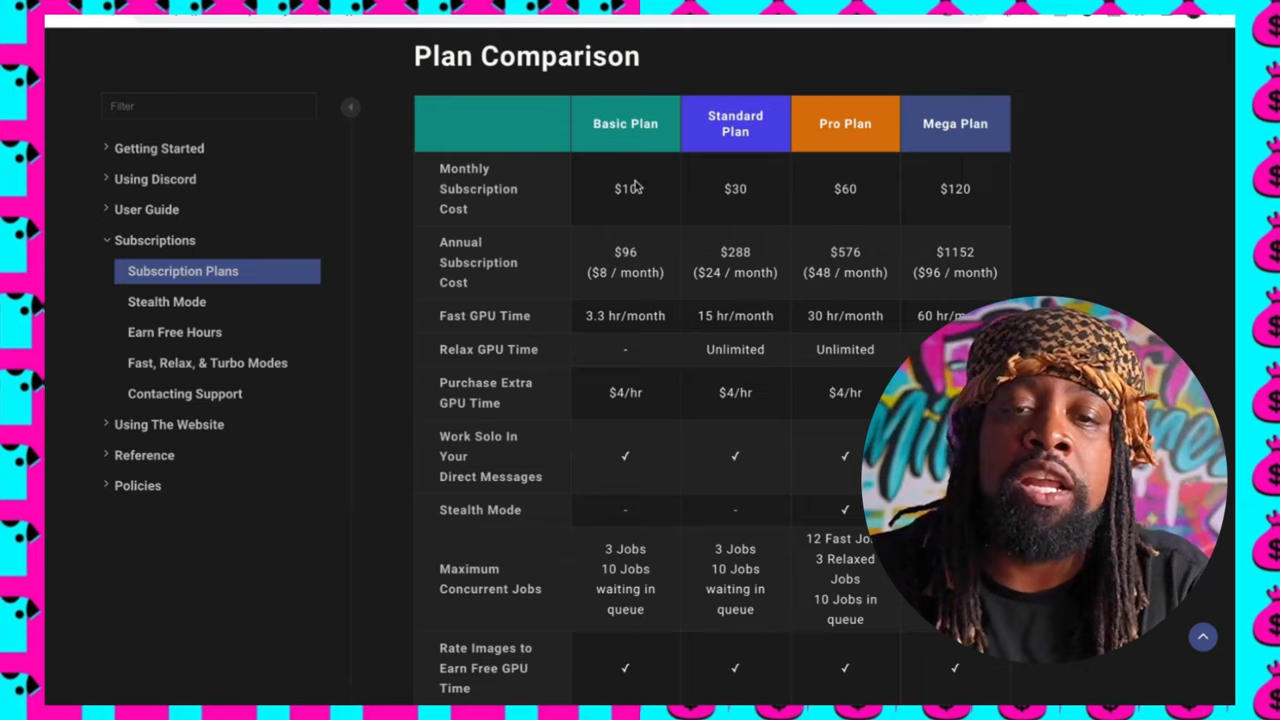 Plan Comparison
Filter
Getting Started
Using Discord
User Guide
Subscriptions
Subscription Plans
Stealth Mode
Earn Free Hours
Fast, Relax, & Turbo Modes
Contacting Support
Using The Website
Reference
Policies
Basic Plan
Standard
Plan
Pro Plan
Mega Plan
Monthly
Subscription
Cost
$10
$30
$60
$120
Annual
Subscription
Cost
$96
($8 / month)
$288
($24 / month)
$576
($48 / month)
$1152
($96 / month)
Fast GPU Time
3.3 hr/month
15 hr/month
30 hr/month
60 hr/m
Relax GPU Time
-
Unlimited
Unlimited
Purchase Extra
GPU Time
$4/hr
$4/hr
$4/hr
Work Solo In
Your
Direct Messages
✓
✓
✓
Stealth Mode
-
-
✓
Maximum
Concurrent Jobs
3 Jobs
10 Jobs
waiting in
queue
3 Jobs
10 Jobs
waiting in
queue
12 Fast Jo
3 Relaxed
Jobs
10 Jobs in
queue
Rate Images to
Earn Free GPU
Time
✓
✓
✓
✓